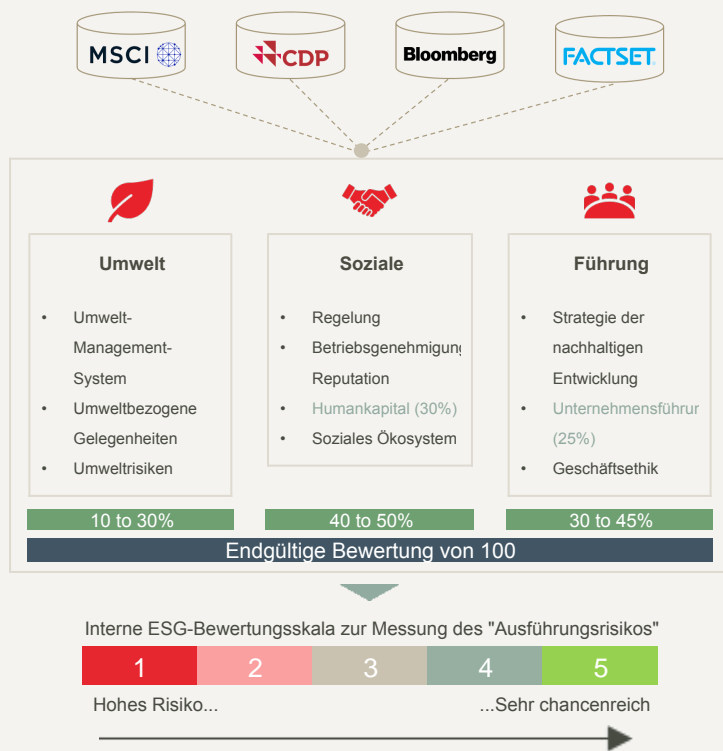 MSCI
CDP
Bloomberg
FACTSET
Umwelt
• Umwelt-
Management-
System
• Umweltbezogene
Gelegenheiten
• Umweltrisiken
10 to 30%
Soziale
• Regelung
• Betriebsgenehmigung
Reputation
• Humankapital (30%)
• Soziales Ökosystem
40 to 50%
Führung
• Strategie der
nachhaltigen
Entwicklung
• Unternehmensführur
(25%)
• Geschäftsethik
30 to 45%
Endgültige Bewertung von 100
Interne ESG-Bewertungsskala zur Messung des "Ausführungsrisikos"
1 2 3 4 5
Hohes Risiko... ...Sehr chancenreich